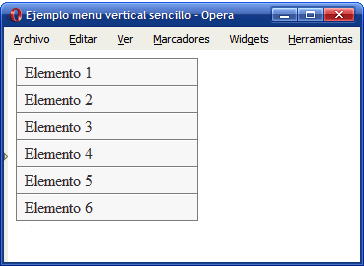 Ejemplo menu vertical sencillo - Opera
Archivo Editar Ver Marcadores Widgets Herramientas
Elemento 1
Elemento 2
Elemento 3
Elemento 4
Elemento 5
Elemento 6